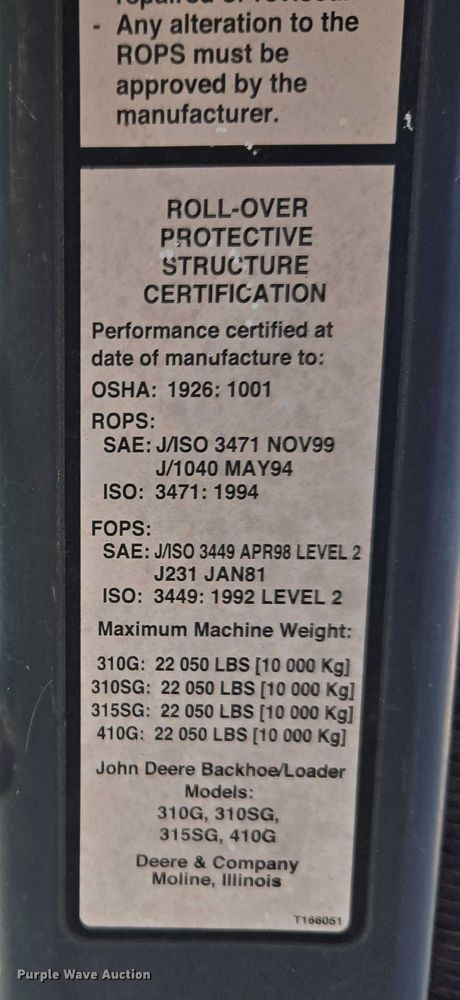 - Any alteration to the
ROPS must be
approved by the
manufacturer.
ROLL-OVER
PROTECTIVE
STRUCTURE
CERTIFICATION
Performance certified at
date of manufacture to:
OSHA: 1926: 1001
ROPS:
SAE: J/ISO 3471 NOV99
J/1040 MAY94
ISO: 3471: 1994
FOPS:
SAE: J/ISO 3449 APR98 LEVEL 2
J231 JAN81
ISO: 3449: 1992 LEVEL 2
Maximum Machine Weight:
310G: 22 050 LBS [10 000 Kg]
310SG: 22 050 LBS [10 000 Kg]
315SG: 22 050 LBS [10 000 Kg]
410G: 22 050 LBS [10 000 Kg]
John Deere Backhoe/Loader
Models:
310G, 310SG,
315SG, 410G
Deere & Company
Moline, Illinois
T166051
Purple Wave Auction